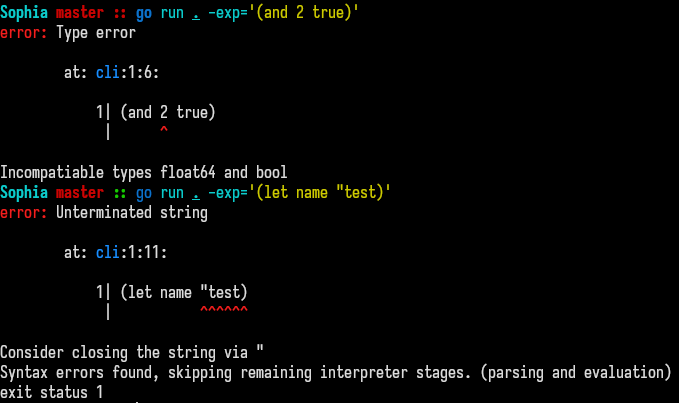 Sophia master :: go run . -exp='(and 2 true)'
error: Type error
at: cli:1:6:
1| (and 2 true)
| ^
Incompatiable types float64 and bool
Sophia master :: go run . -exp='(let name "test)'
error: Unterminated string
at: cli:1:11:
1| (let name "test)
| ^^^^^^
Consider closing the string via "
Syntax errors found, skipping remaining interpreter stages. (parsing and evaluation)
exit status 1